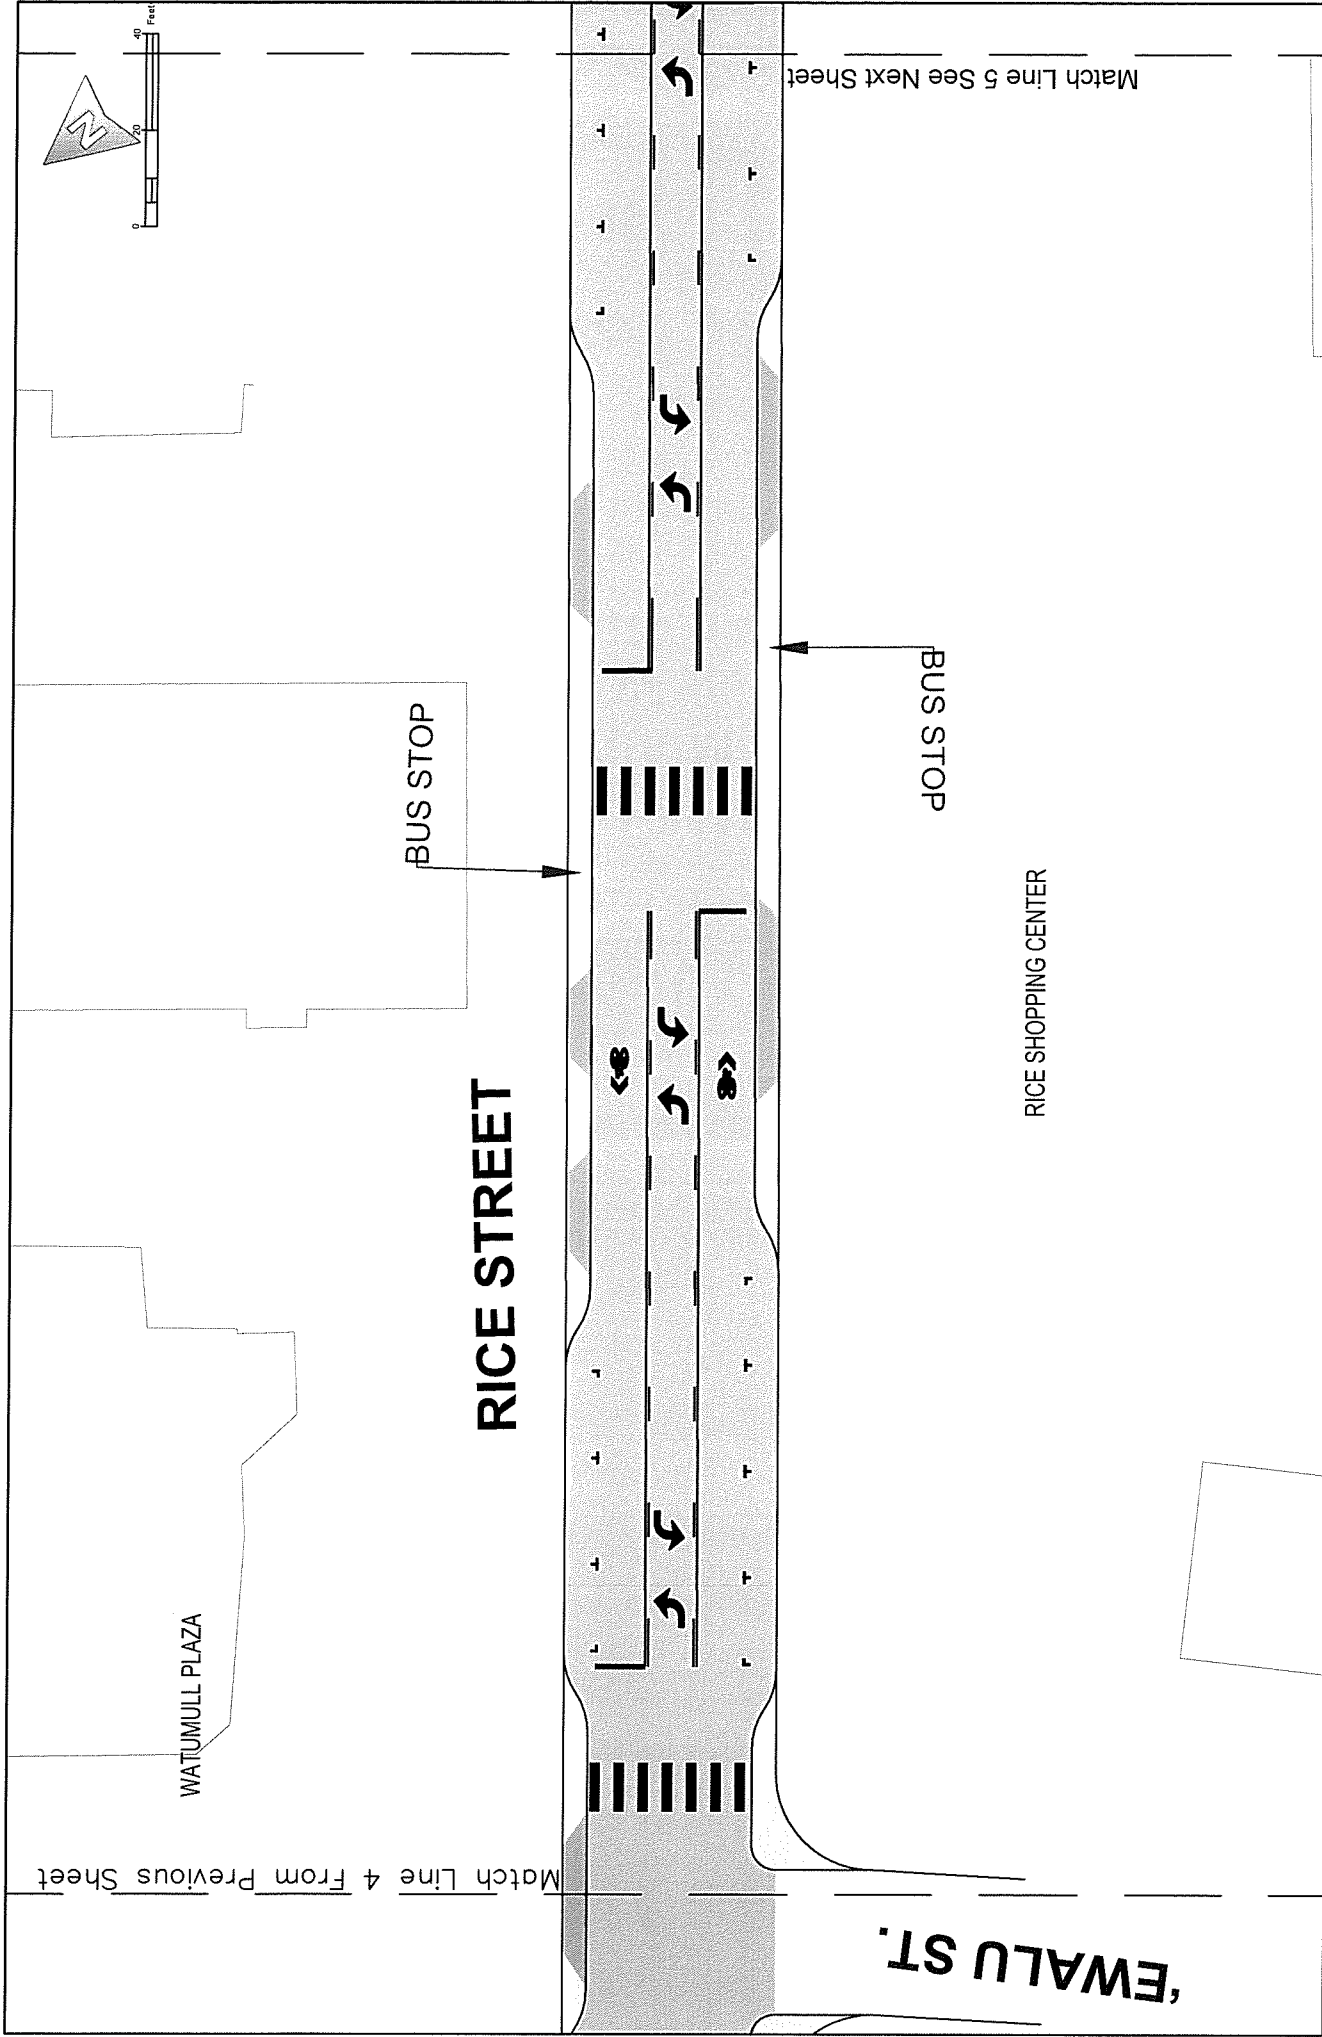 40
Feet
20
0
N
Match Line 5 See Next Sheet
BUS STOP
BUS STOP
RICE SHOPPING CENTER
RICE STREET
WATUMULL PLAZA
Match Line 4 From Previous Sheet
'EWALU ST.